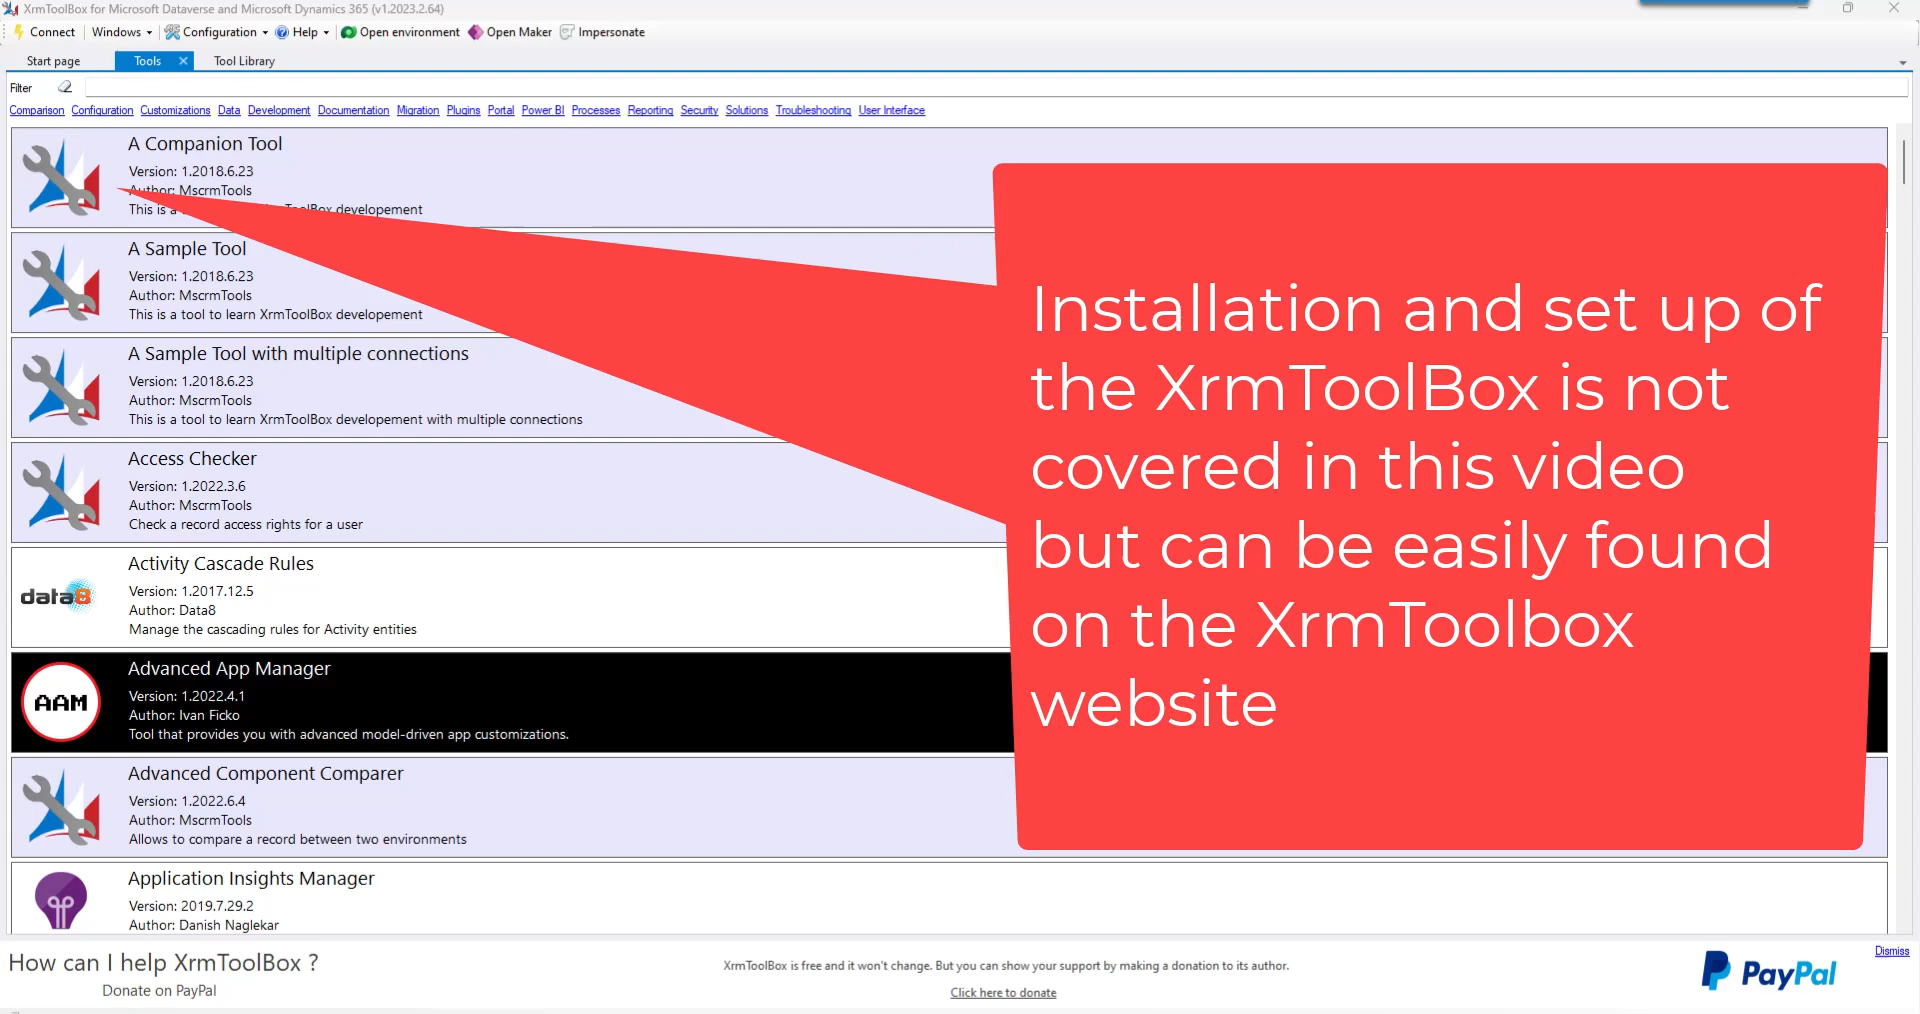 XrmToolBox for Microsoft Dataverse and Microsoft Dynamics 365 (v1.2023.2.64)
Connect Windows Configuration Help Open environment Open Maker Impersonate
Start page Tools Tool Library
Filter
Comparison Configuration Customizations Data Development Documentation Migration Plugins Portal Power BI Processes Reporting Security Solutions Troubleshooting User Interface
A Companion Tool
Version: 1.2018.6.23
Author: MscrmTools
This is a ToolBox developement
A Sample Tool
Version: 1.2018.6.23
Author: MscrmTools
This is a tool to learn XrmToolBox developement
A Sample Tool with multiple connections
Version: 1.2018.6.23
Author: MscrmTools
This is a tool to learn XrmToolBox developement with multiple connections
Access Checker
Version: 1.2022.3.6
Author: MscrmTools
Check a record access rights for a user
data8
Activity Cascade Rules
Version: 1.2017.12.5
Author: Data8
Manage the cascading rules for Activity entities
AAM
Advanced App Manager
Version: 1.2022.4.1
Author: Ivan Ficko
Tool that provides you with advanced model-driven app customizations.
Advanced Component Comparer
Version: 1.2022.6.4
Author: MscrmTools
Allows to compare a record between two environments
Application Insights Manager
Version: 2019.7.29.2
Author: Danish Naglekar
Installation and set up of
the XrmToolBox is not
covered in this video
but can be easily found
on the XrmToolbox
website
How can I help XrmToolBox ?
Donate on PayPal
XrmToolBox is free and it won't change. But you can show your support by making a donation to its author.
Click here to donate
PayPal
Dismiss